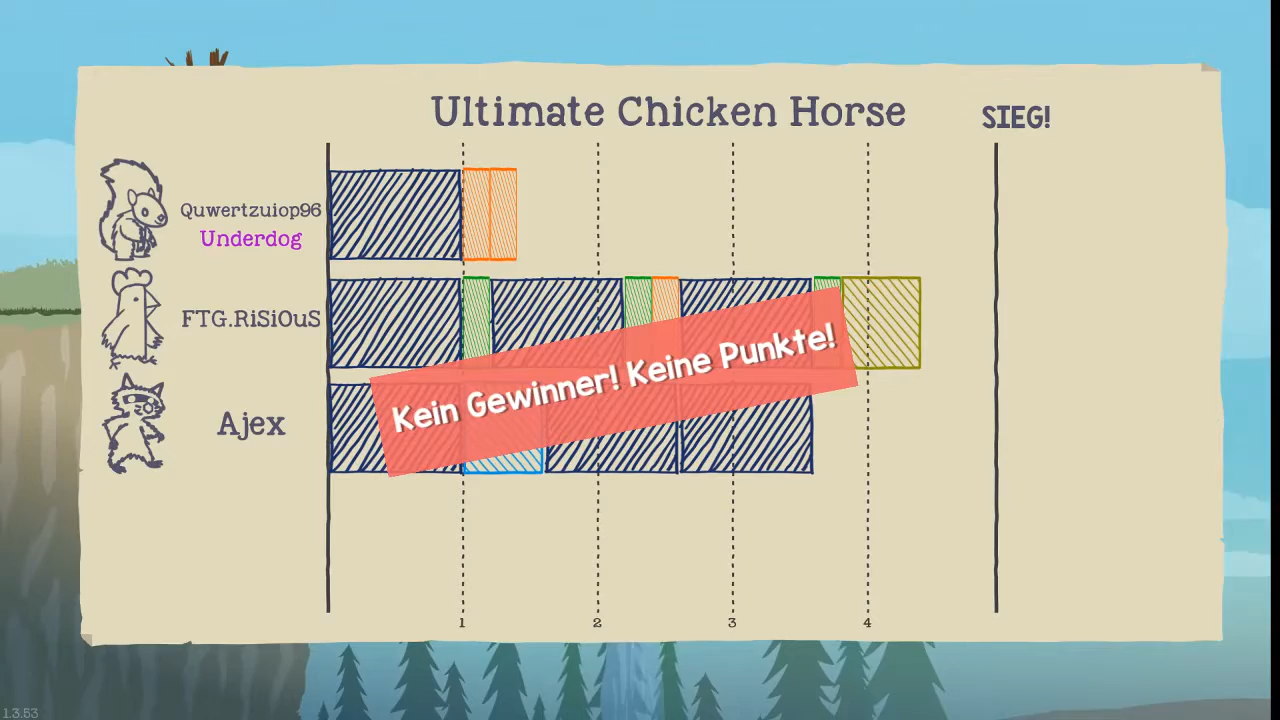 Ultimate Chicken Horse
SIEG!
Quwertzuiop96
Underdog
FTG.RiSiOuS
Kein Gewinner! Keine Punkte!
Ajex
1 2 3 4
1.3.53